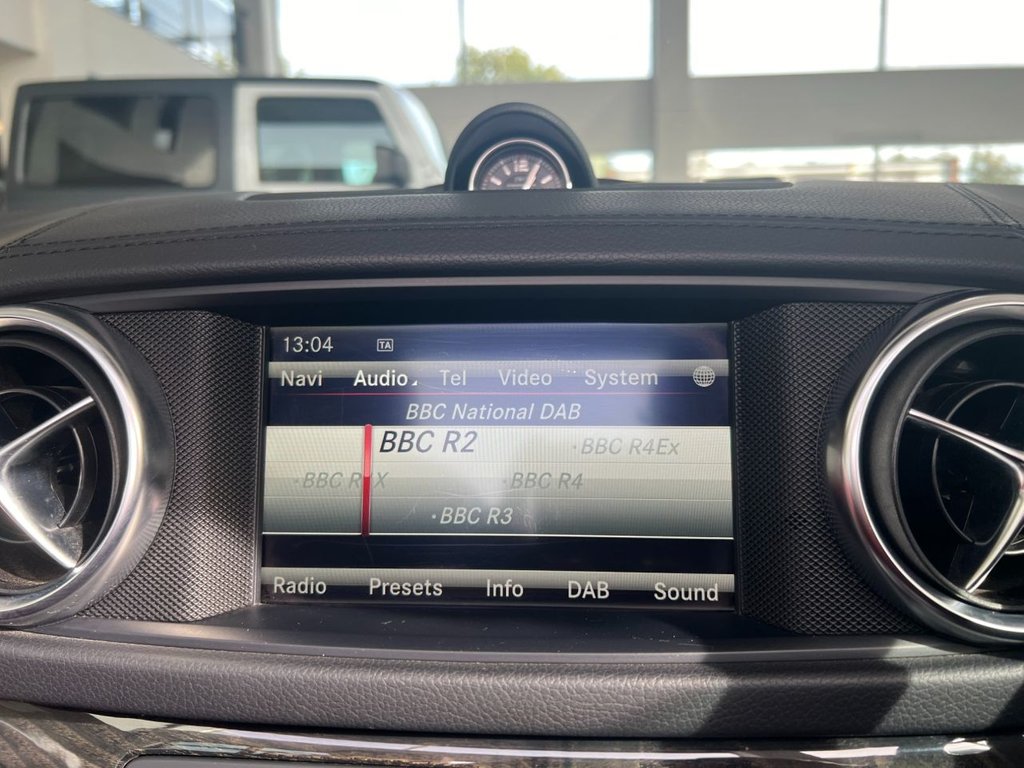 13:04 TA
Navi Audio Tel Video System
BBC National DAB
BBC R2 ·BBC R4Ex
·BBC R X ·BBC R4
·BBC R3
Radio Presets Info DAB Sound